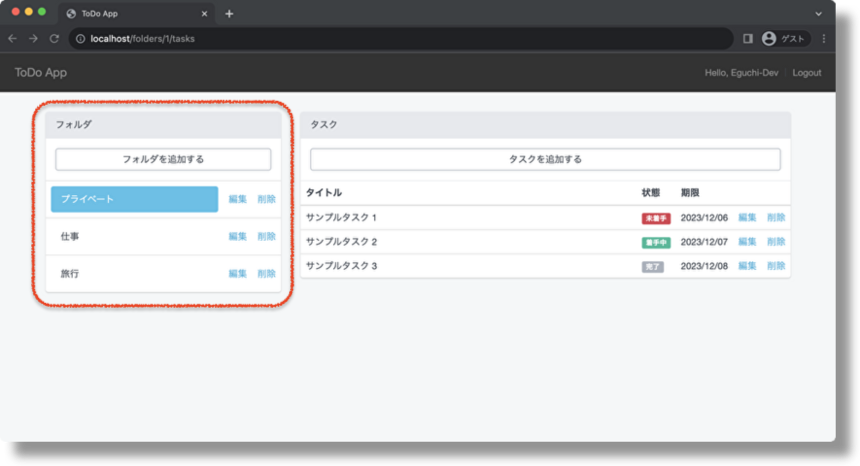 ToDo App
localhost/folders/1/tasks
ゲスト
ToDo App
Hello, Eguchi-Dev
Logout
フォルダ
フォルダを追加する
プライベート 編集 削除
仕事 編集 削除
旅行 編集 削除
タスク
タスクを追加する
タイトル 状態 期限
サンプルタスク 1 未着手 2023/12/06 編集 削除
サンプルタスク 2 着手中 2023/12/07 編集 削除
サンプルタスク 3 完了 2023/12/08 編集 削除